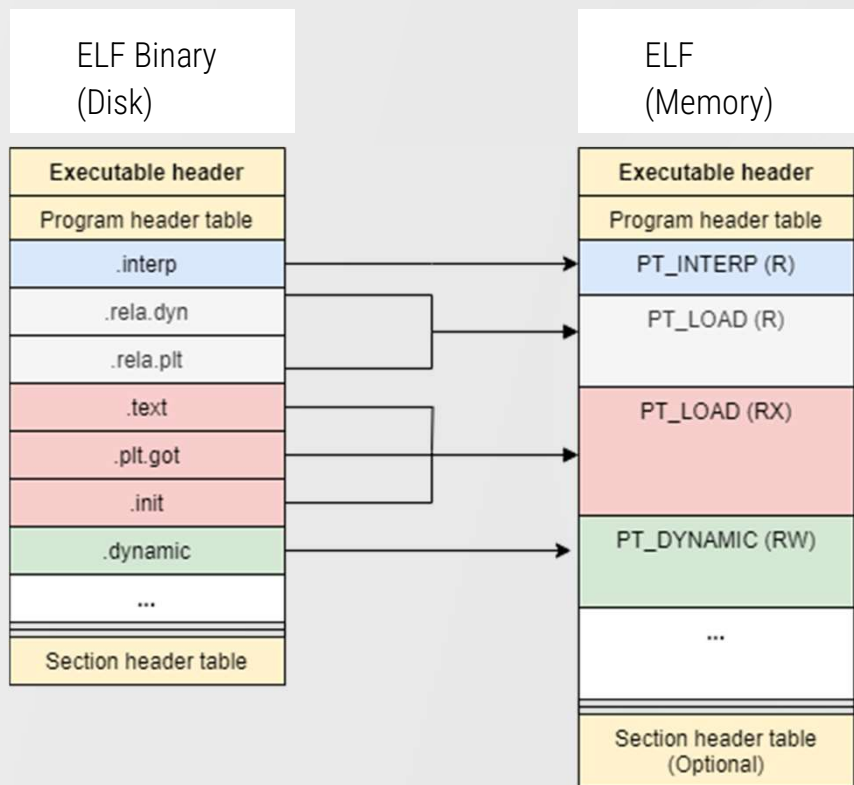 ELF Binary
(Disk)
Executable header
Program header table
.interp
.rela.dyn
.rela.plt
.text
.plt.got
.init
.dynamic
...
Section header table
ELF
(Memory)
Executable header
Program header table
PT_INTERP (R)
PT_LOAD (R)
PT_LOAD (RX)
PT_DYNAMIC (RW)
...
Section header table
(Optional)